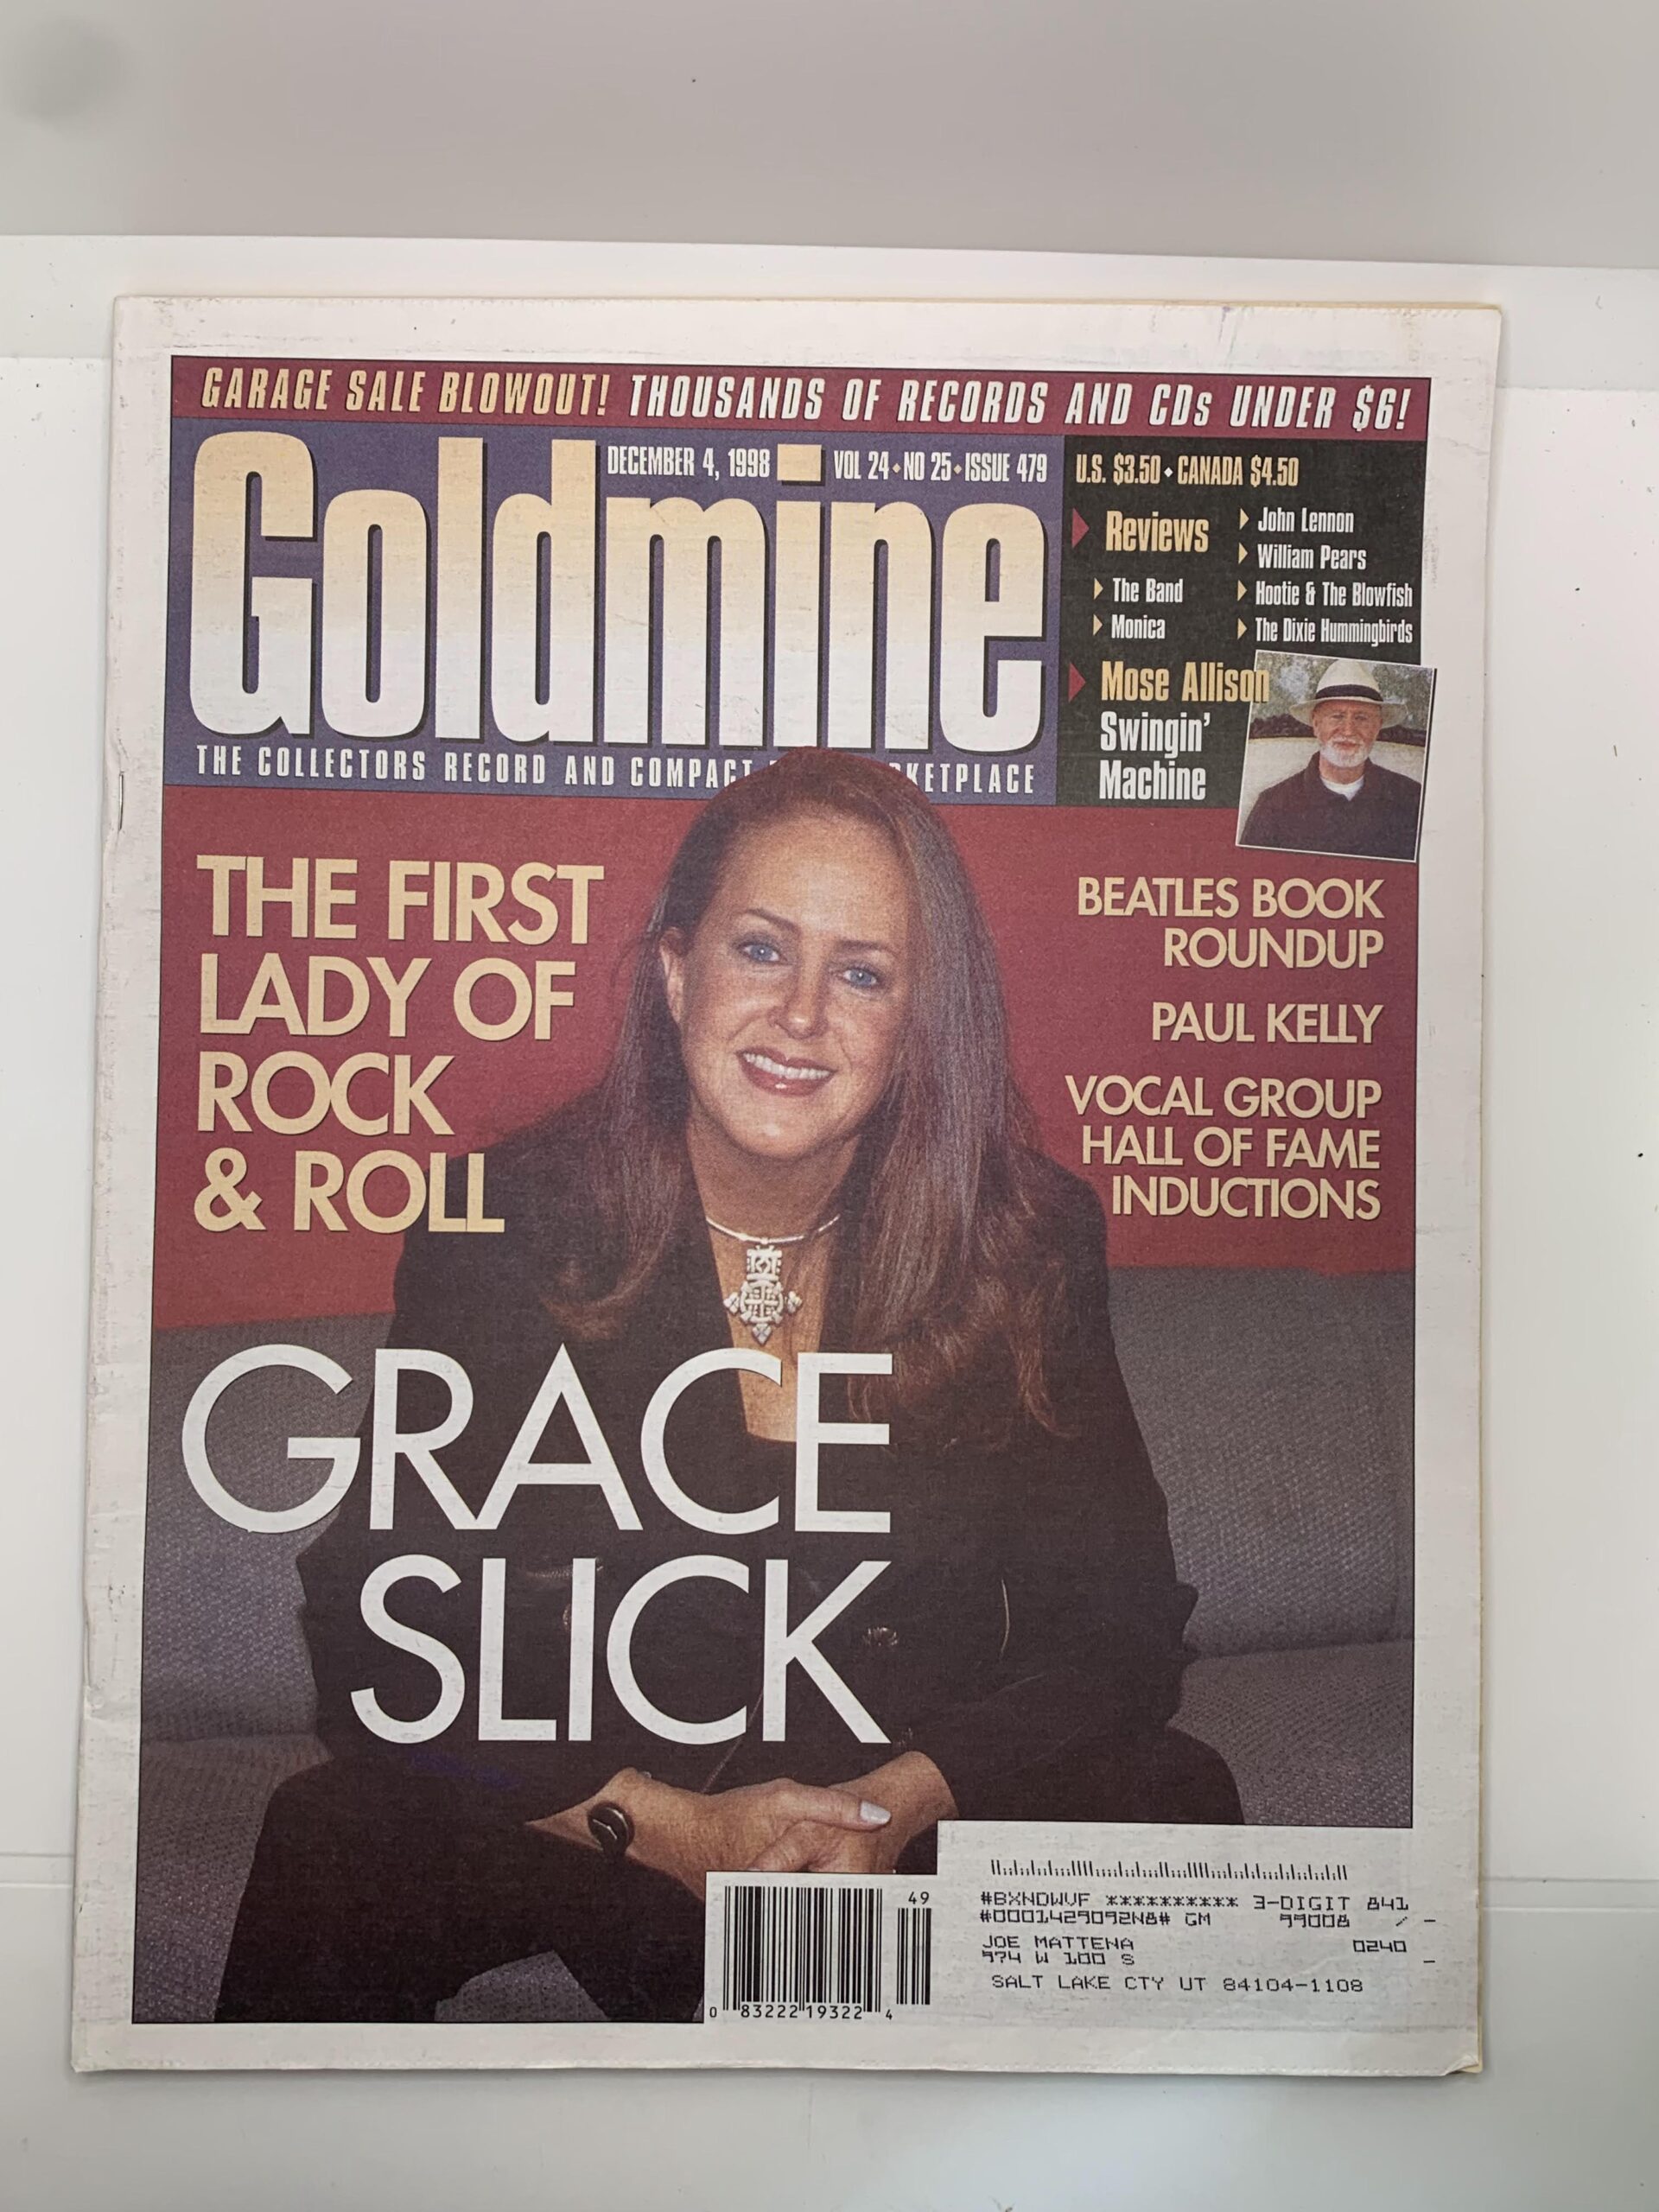 GARAGE SALE BLOWOUT! THOUSANDS OF RECORDS AND CDs UNDER $6!
DECEMBER 4, 1998 VOL 24 • NO 25 • ISSUE 479
U.S. $3.50 • CANADA $4.50
Goldmine
THE COLLECTORS RECORD AND COMPACT KETPLACE
Reviews
The Band
Monica
John Lennon
William Pears
Hootie & The Blowfish
The Dixie Hummingbirds
Mose Allison
Swingin'
Machine
THE FIRST
LADY OF
ROCK
& ROLL
BEATLES BOOK
ROUNDUP
PAUL KELLY
VOCAL GROUP
HALL OF FAME
INDUCTIONS
GRACE
SLICK
49
0 83222 19322 4
#BXNDWVF ********** 3-DIGIT 841
#0001429092N8# GM 99008 /
JOE MATTENA 0240
974 W 100 S
SALT LAKE CTY UT 84104-1108